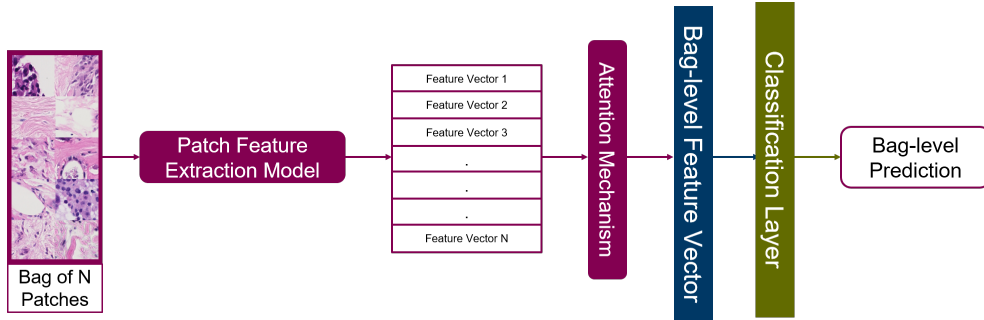 Bag of N
Patches
Patch Feature
Extraction Model
Feature Vector 1
Feature Vector 2
Feature Vector 3
.
.
.
Feature Vector N
Attention Mechanism
Bag-level Feature Vector
Classification Layer
Bag-level
Prediction